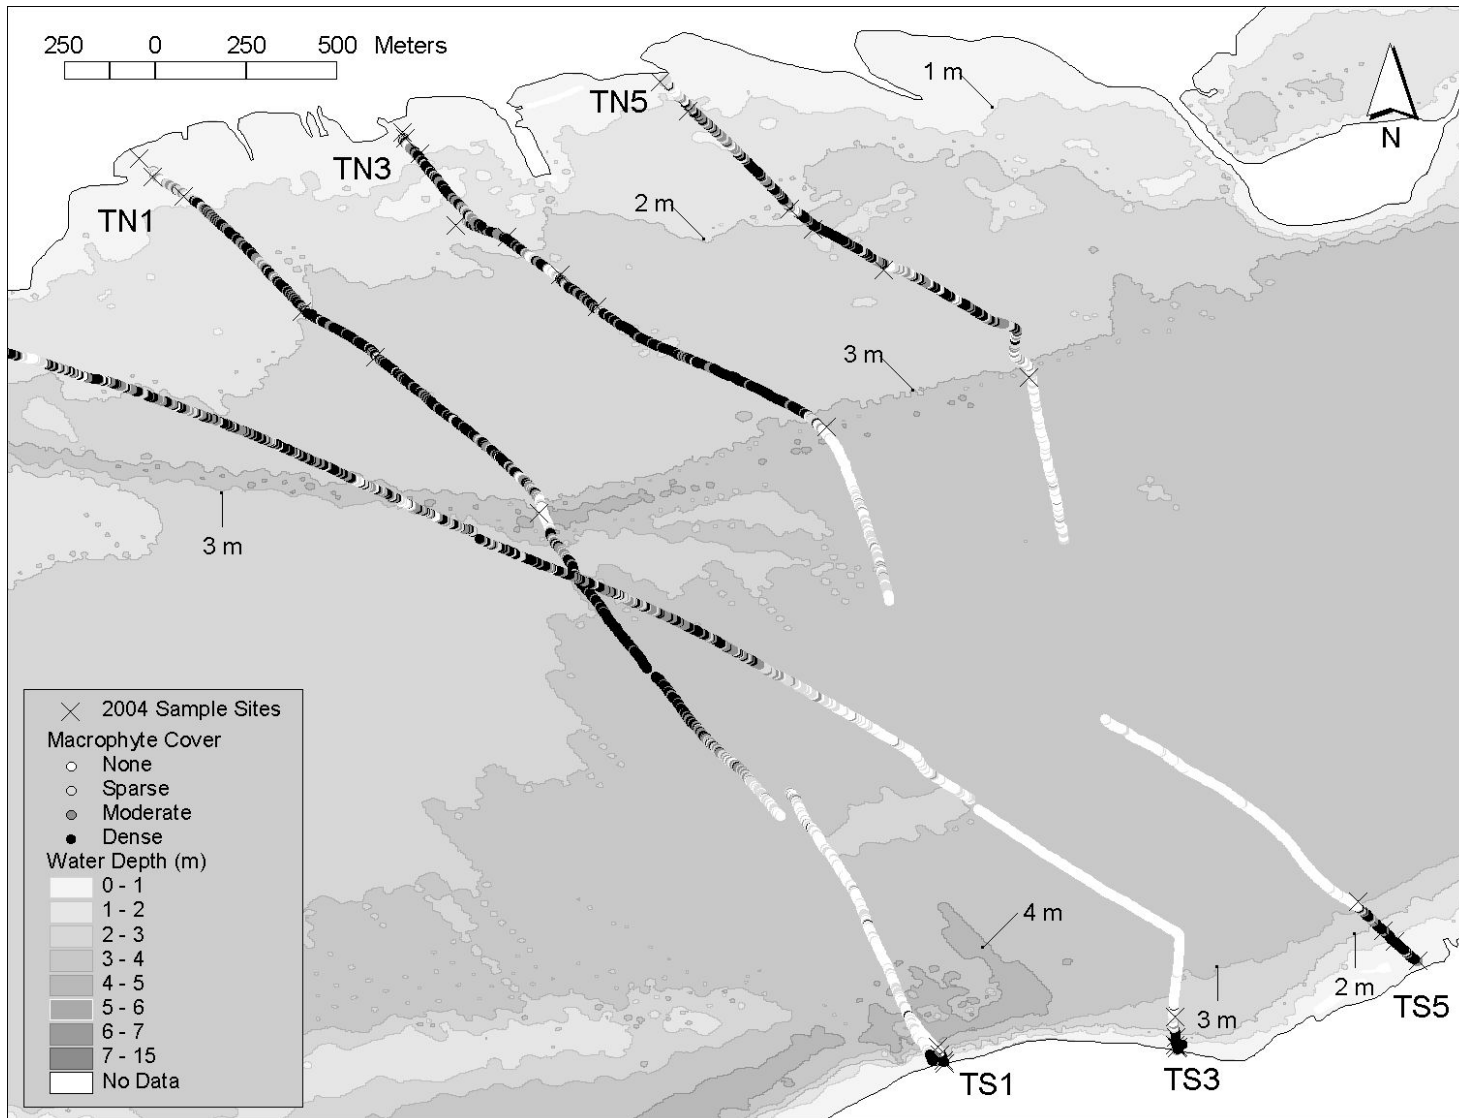 250 0 250 500 Meters
1 m
TN5
N
TN3
TN1
2 m
3 m
3 m
2004 Sample Sites
Macrophyte Cover
None
Sparse
Moderate
Dense
Water Depth (m)
0 - 1
1 - 2
2 - 3
3 - 4
4 - 5
5 - 6
6 - 7
7 - 15
No Data
4 m
2 m
3 m
TS5
TS1
TS3